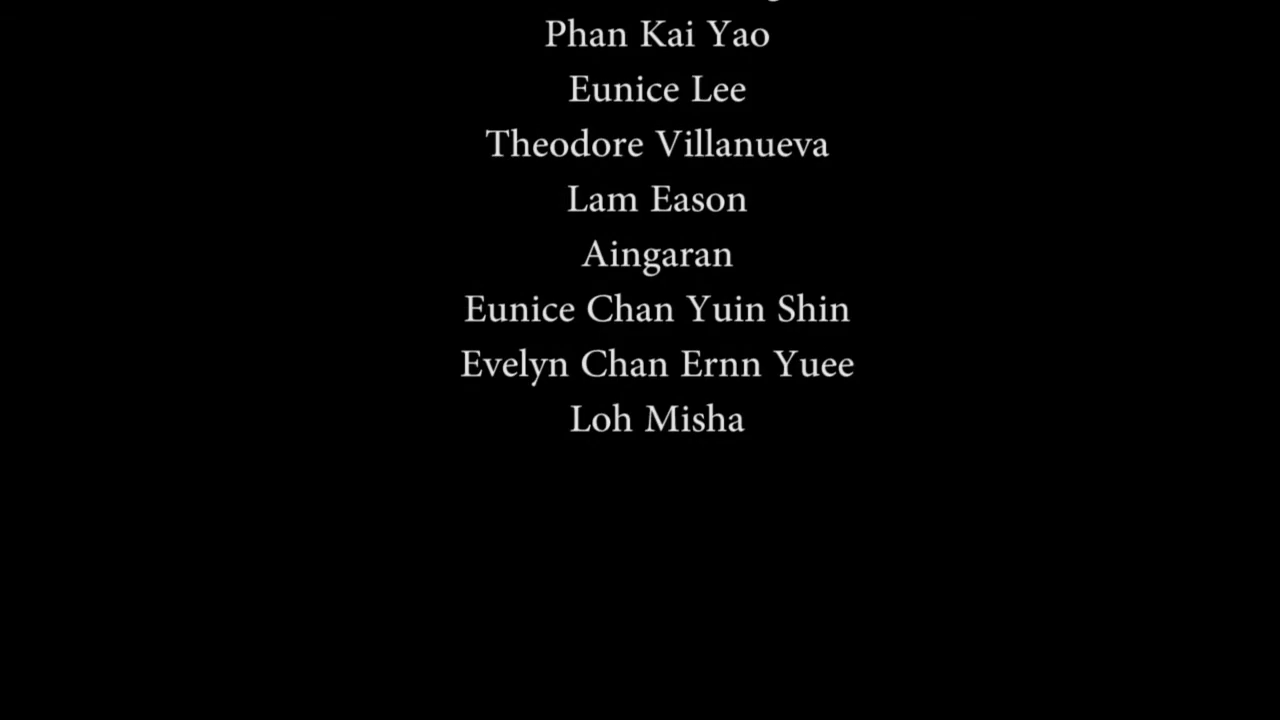 Phan Kai Yao
Eunice Lee
Theodore Villanueva
Lam Eason
Aingaran
Eunice Chan Yuin Shin
Evelyn Chan Ernn Yuee
Loh Misha